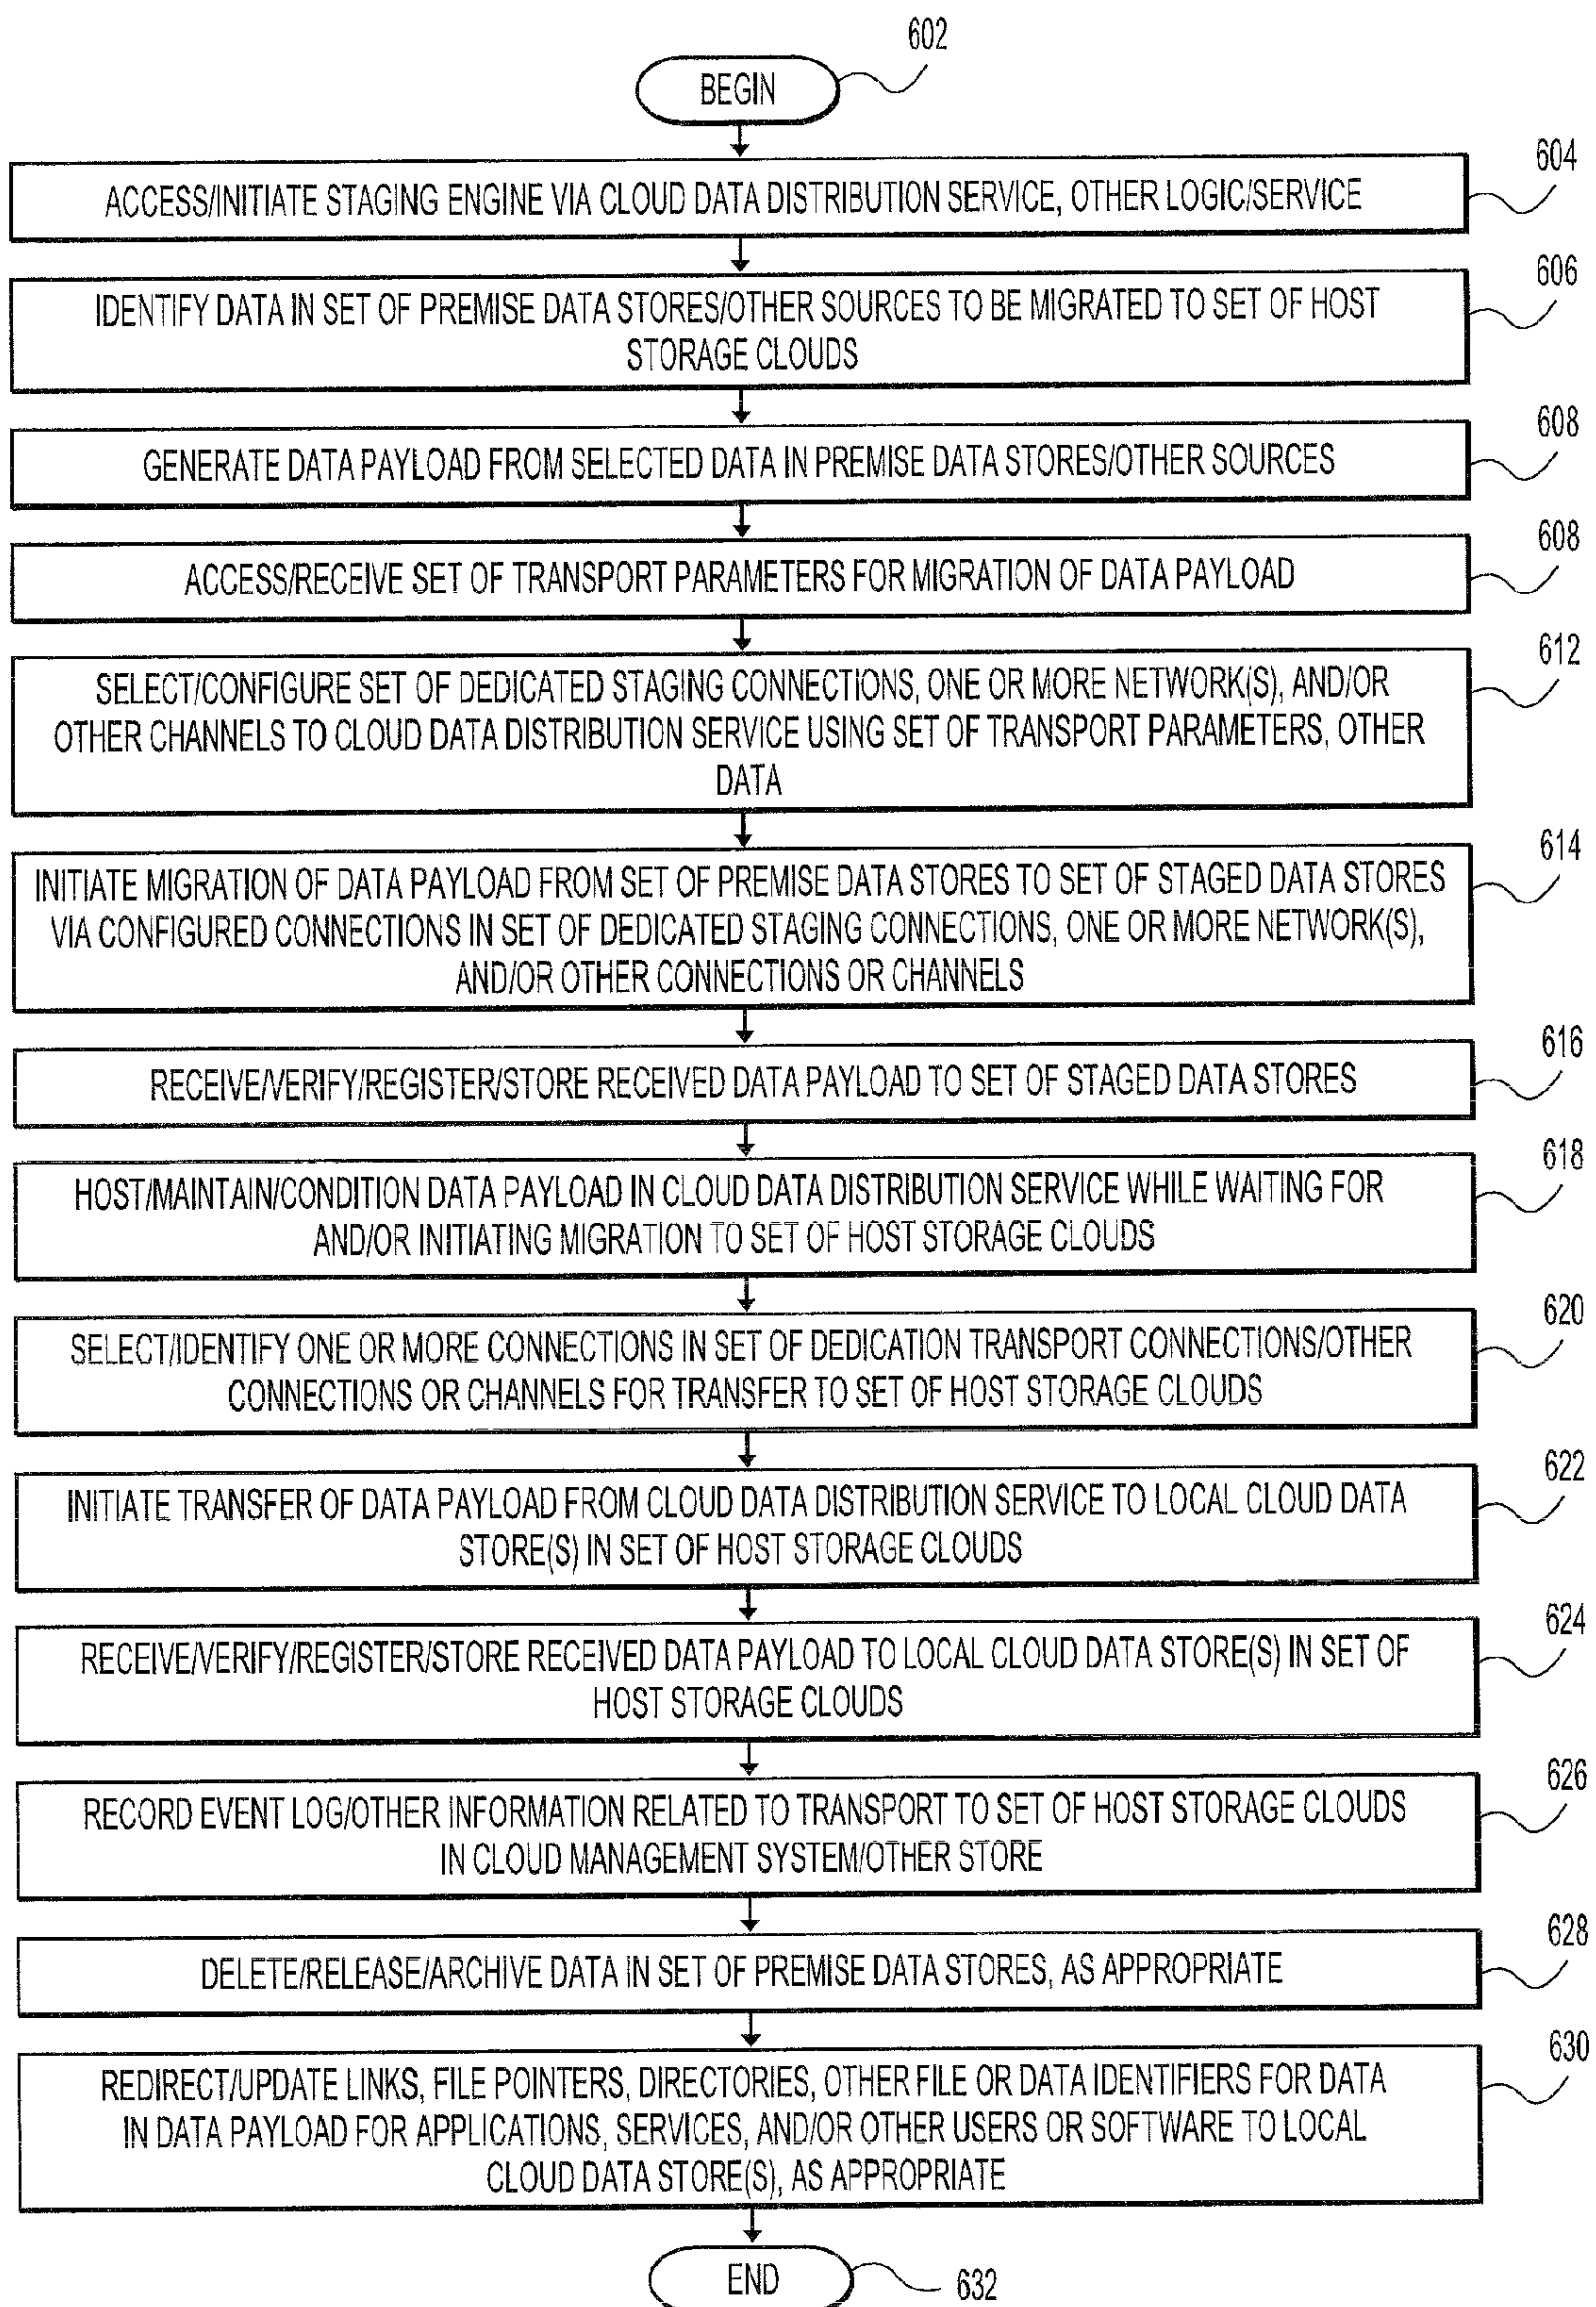 602
BEGIN
604
ACCESS/INITIATE STAGING ENGINE VIA CLOUD DATA DISTRIBUTION SERVICE, OTHER LOGIC/SERVICE
606
IDENTIFY DATA IN SET OF PREMISE DATA STORES/OTHER SOURCES TO BE MIGRATED TO SET OF HOST
STORAGE CLOUDS
608
GENERATE DATA PAYLOAD FROM SELECTED DATA IN PREMISE DATA STORES/OTHER SOURCES
608
ACCESS/RECEIVE SET OF TRANSPORT PARAMETERS FOR MIGRATION OF DATA PAYLOAD
612
SELECT/CONFIGURE SET OF DEDICATED STAGING CONNECTIONS, ONE OR MORE NETWORK(S), AND/OR
OTHER CHANNELS TO CLOUD DATA DISTRIBUTION SERVICE USING SET OF TRANSPORT PARAMETERS, OTHER
DATA
614
INITIATE MIGRATION OF DATA PAYLOAD FROM SET OF PREMISE DATA STORES TO SET OF STAGED DATA STORES
VIA CONFIGURED CONNECTIONS IN SET OF DEDICATED STAGING CONNECTIONS, ONE OR MORE NETWORK(S),
AND/OR OTHER CONNECTIONS OR CHANNELS
616
RECEIVE/VERIFY/REGISTER/STORE RECEIVED DATA PAYLOAD TO SET OF STAGED DATA STORES
618
HOST/MAINTAIN/CONDITION DATA PAYLOAD IN CLOUD DATA DISTRIBUTION SERVICE WHILE WAITING FOR
AND/OR INITIATING MIGRATION TO SET OF HOST STORAGE CLOUDS
620
SELECT/IDENTIFY ONE OR MORE CONNECTIONS IN SET OF DEDICATION TRANSPORT CONNECTIONS/OTHER
CONNECTIONS OR CHANNELS FOR TRANSFER TO SET OF HOST STORAGE CLOUDS
622
INITIATE TRANSFER OF DATA PAYLOAD FROM CLOUD DATA DISTRIBUTION SERVICE TO LOCAL CLOUD DATA
STORE(S) IN SET OF HOST STORAGE CLOUDS
624
RECEIVE/VERIFY/REGISTER/STORE RECEIVED DATA PAYLOAD TO LOCAL CLOUD DATA STORE(S) IN SET OF
HOST STORAGE CLOUDS
626
RECORD EVENT LOG/OTHER INFORMATION RELATED TO TRANSPORT TO SET OF HOST STORAGE CLOUDS
IN CLOUD MANAGEMENT SYSTEM/OTHER STORE
628
DELETE/RELEASE/ARCHIVE DATA IN SET OF PREMISE DATA STORES, AS APPROPRIATE
630
REDIRECT/UPDATE LINKS, FILE POINTERS, DIRECTORIES, OTHER FILE OR DATA IDENTIFIERS FOR DATA
IN DATA PAYLOAD FOR APPLICATIONS, SERVICES, AND/OR OTHER USERS OR SOFTWARE TO LOCAL
CLOUD DATA STORE(S), AS APPROPRIATE
END
632